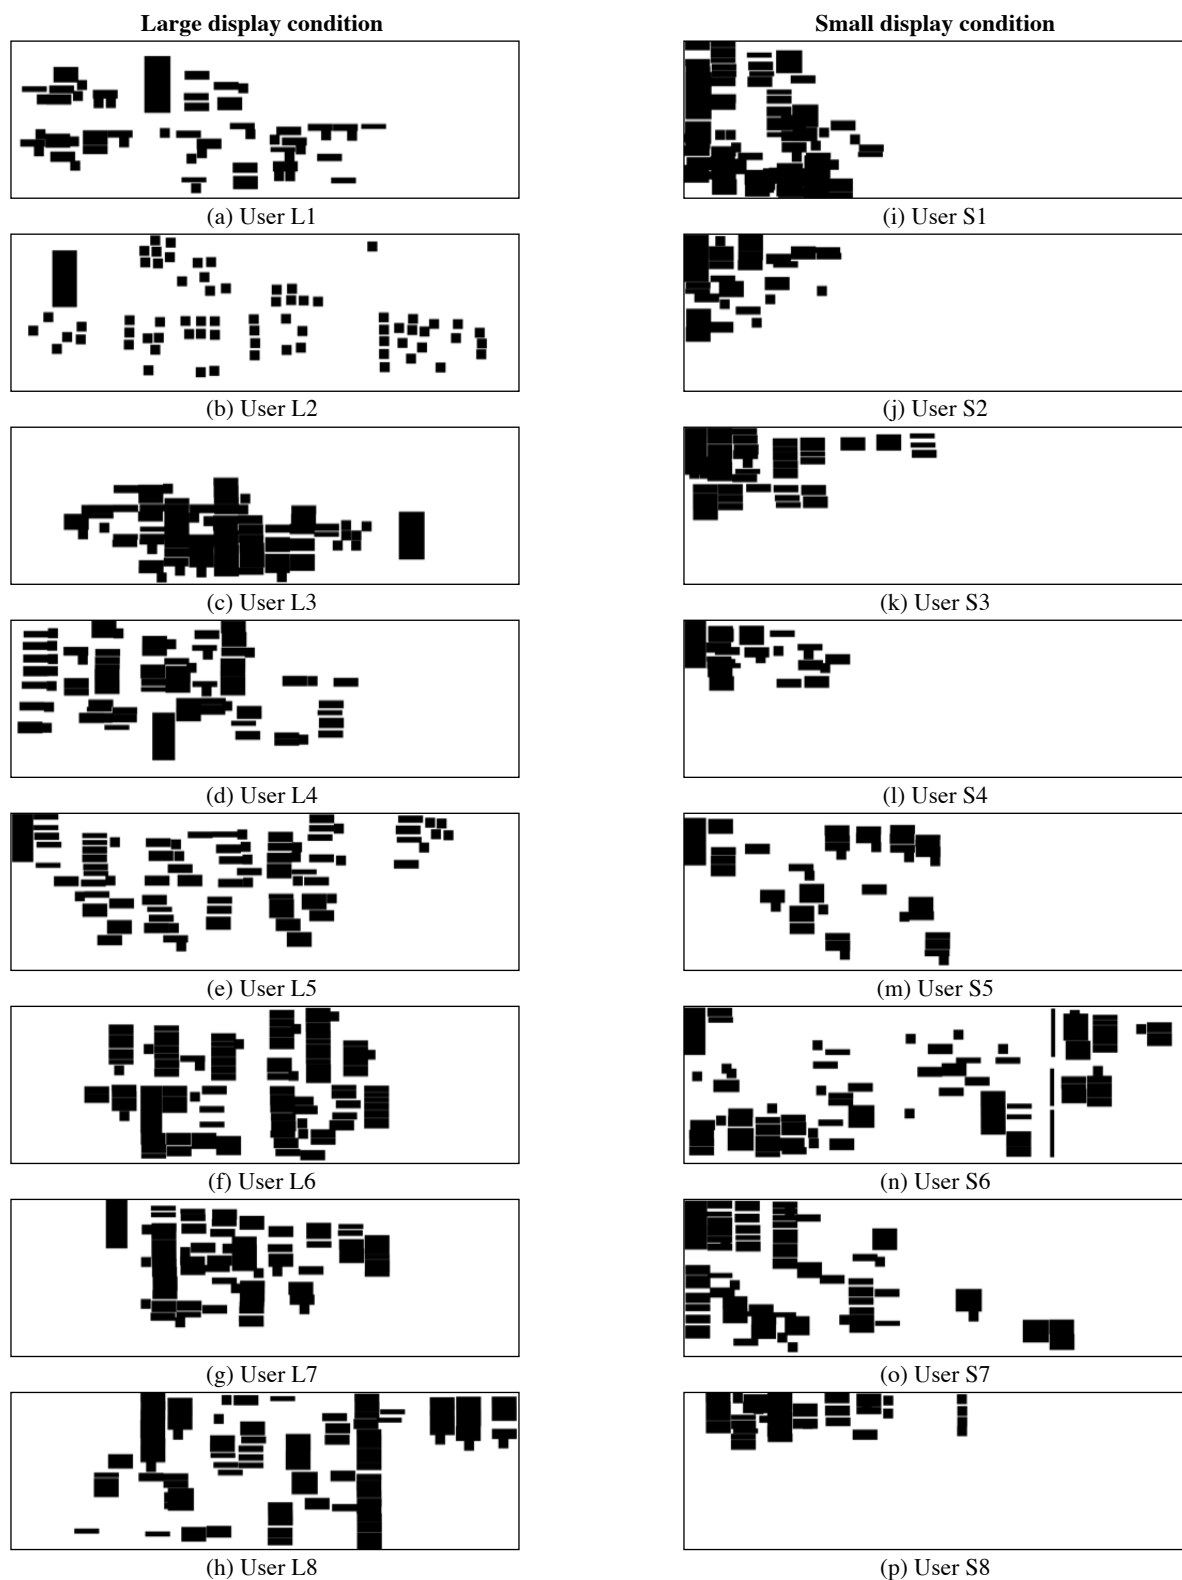 Large display condition
Small display condition
(a) User L1
(i) User S1
(b) User L2
(j) User S2
(c) User L3
(k) User S3
(d) User L4
(l) User S4
(e) User L5
(m) User S5
(f) User L6
(n) User S6
(g) User L7
(o) User S7
(h) User L8
(p) User S8